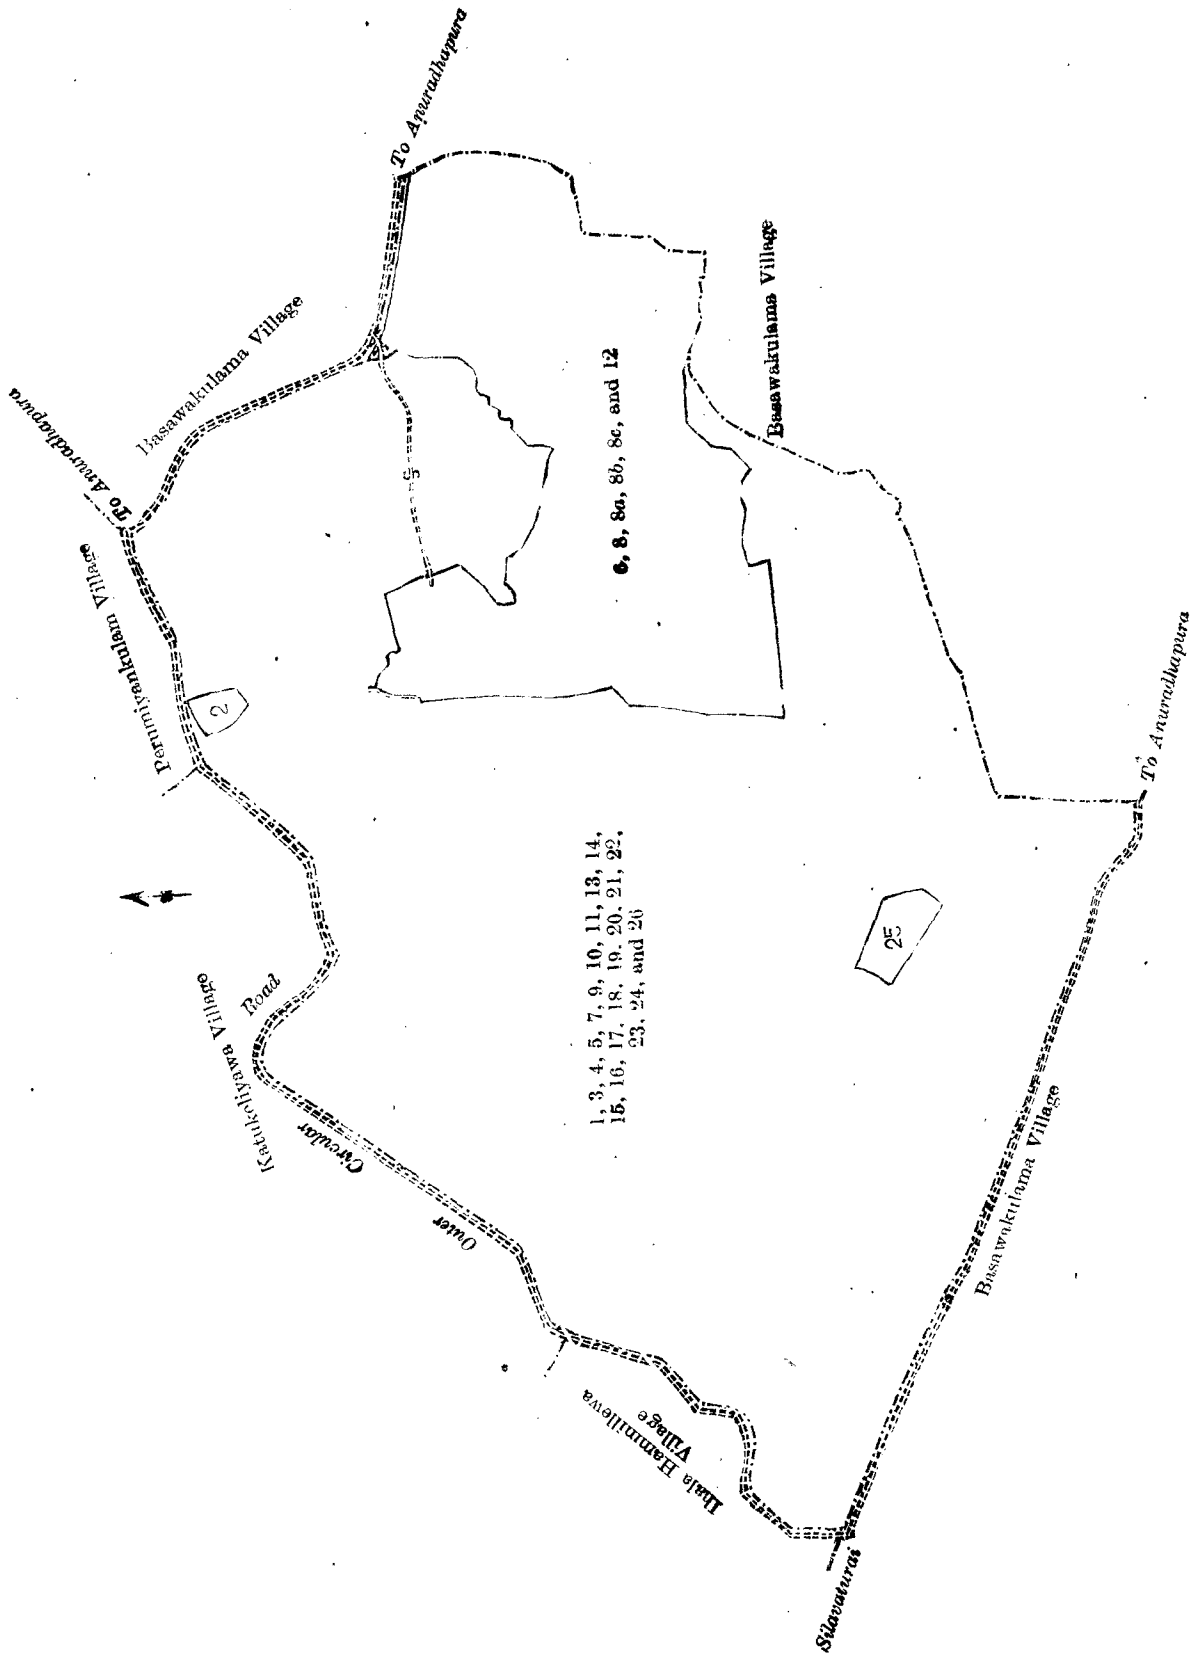 To Anuradhapura
To Anuradhapura
Basawakulama Village
Perumiyankulam Village
2
Basawakulama Village
6, 8, 8a, 8b, 8c, and 12
Katukeliyawa Village
Outer Circular Road
1, 3, 4, 5, 7, 9, 10, 11, 13, 14,
15, 16, 17, 18, 19, 20, 21, 22,
23, 24, and 26
25
Ihala Hammillewa
Village
To Anuradhapura
Basawakulama Village
Silavaturai